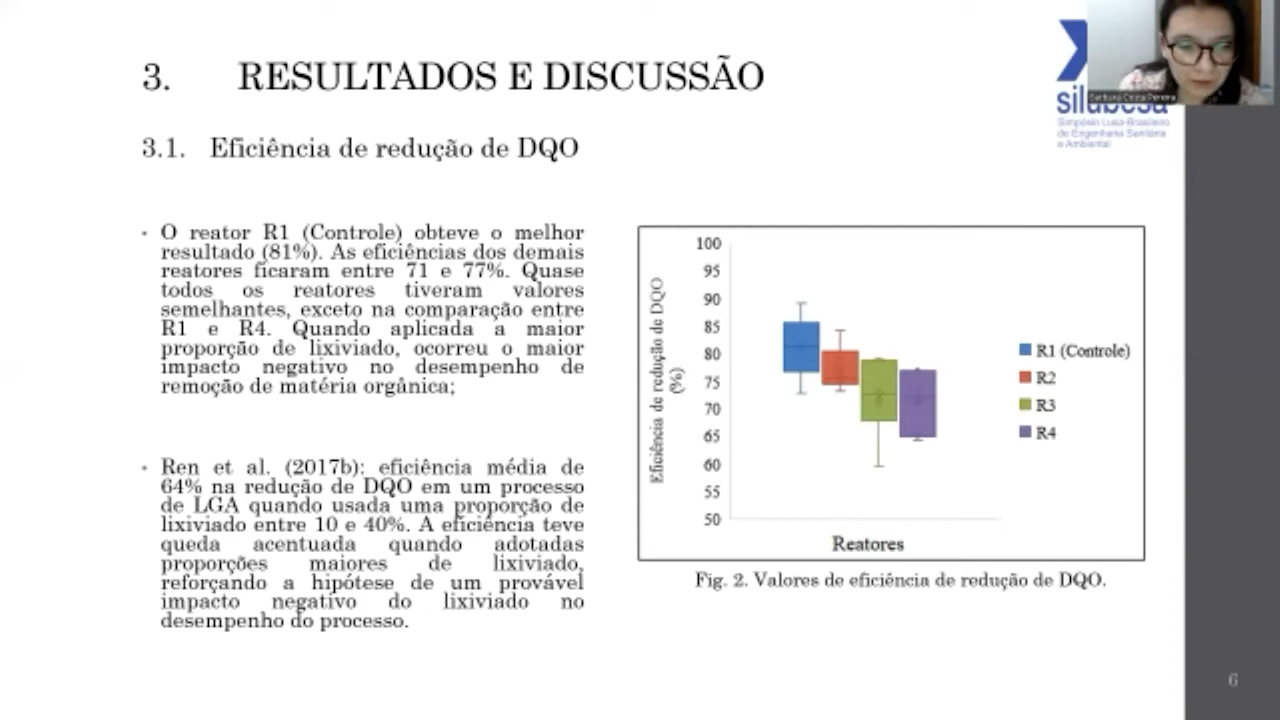 3. RESULTADOS E DISCUSSÃO
3.1. Eficiência de redução de DQO
• O reator R1 (Controle) obteve o melhor
resultado (81%). As eficiências dos demais
reatores ficaram entre 71 e 77%. Quase
todos os reatores tiveram valores
semelhantes, exceto na comparação entre
R1 e R4. Quando aplicada a maior
proporção de lixiviado, ocorreu o maior
impacto negativo no desempenho de
remoção de matéria orgânica;
• Ren et al. (2017b): eficiência média de
64% na redução de DQO em um processo
de LGA quando usada uma proporção de
lixiviado entre 10 e 40%. A eficiência teve
queda acentuada quando adotadas
proporções maiores de lixiviado,
reforçando a hipótese de um provável
impacto negativo do lixiviado no
desempenho do processo.
silubesa
Simpósio Luso-Brasileiro
de Engenharia Sanitária
e Ambiental
Eficiência de redução de DQO
(%)
100
95
90
85
80
75
70
65
60
55
50
Reatores
R1 (Controle)
R2
R3
R4
Fig. 2. Valores de eficiência de redução de DQO.
6